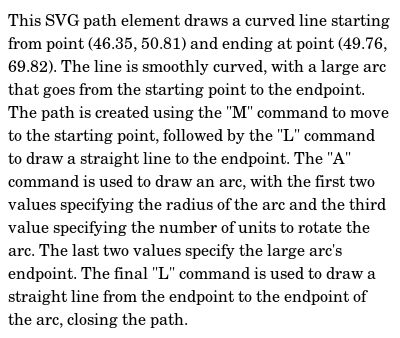 This SVG path element draws a curved line starting
from point (46.35, 50.81) and ending at point (49.76,
69.82). The line is smoothly curved, with a large arc
that goes from the starting point to the endpoint.
The path is created using the "M" command to move
to the starting point, followed by the "L" command
to draw a straight line to the endpoint. The "A"
command is used to draw an arc, with the first two
values specifying the radius of the arc and the third
value specifying the number of units to rotate the
arc. The last two values specify the large arc's
endpoint. The final "L" command is used to draw a
straight line from the endpoint to the endpoint of
the arc, closing the path.